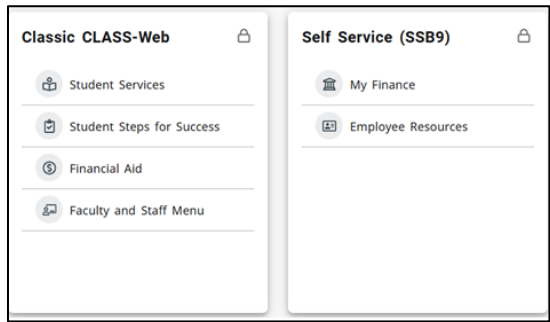 Classic CLASS-Web
Student Services
Student Steps for Success
Financial Aid
Faculty and Staff Menu
Self Service (SSB9)
My Finance
Employee Resources